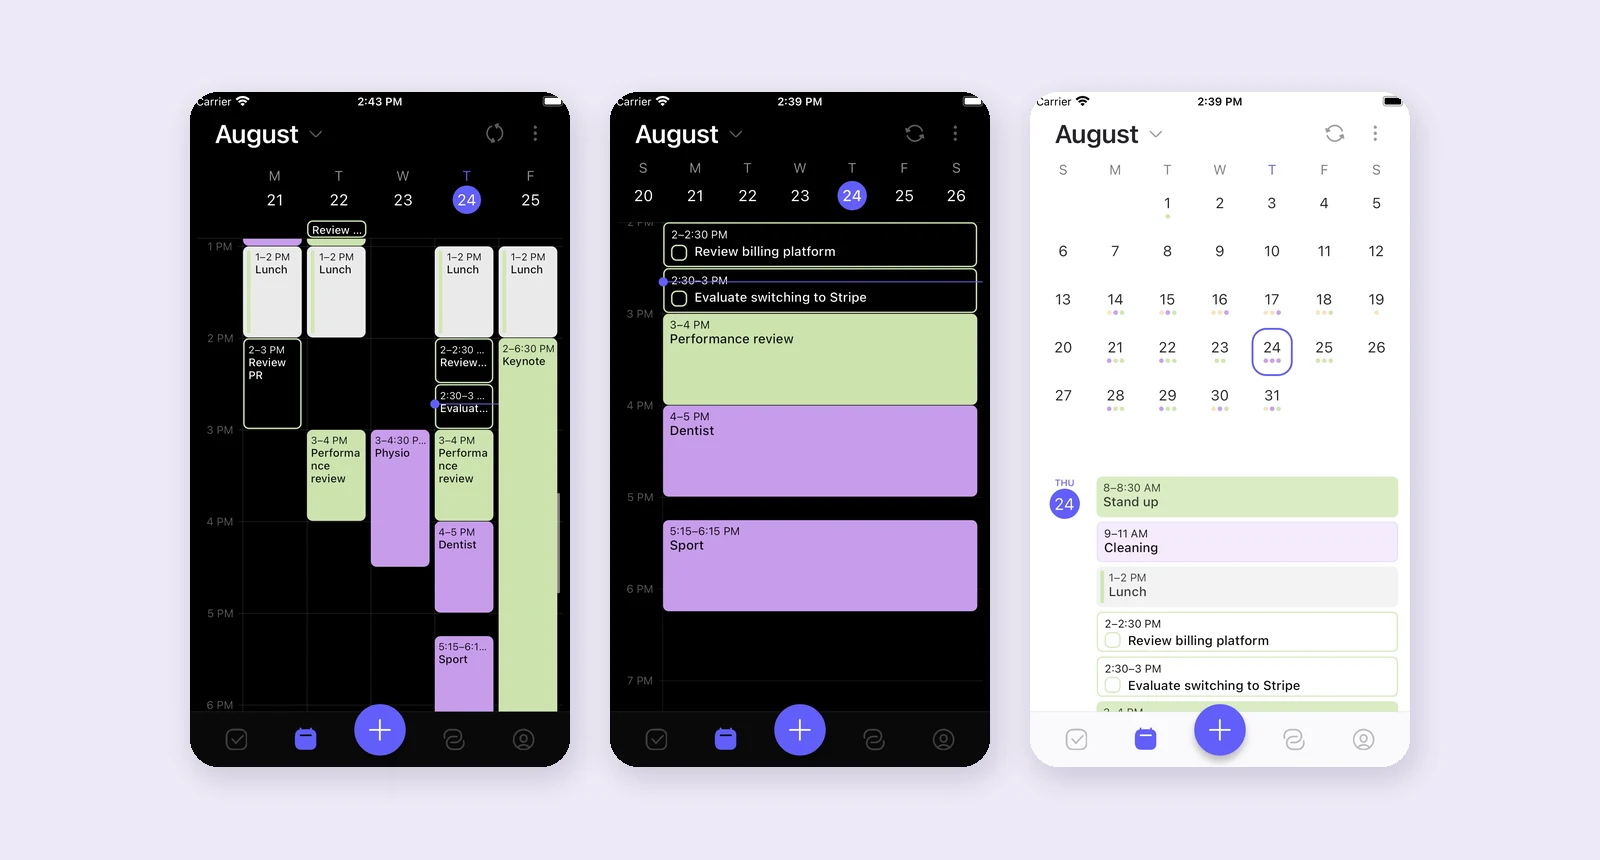 Carrier 2:43 PM
August
M T W T F
21 22 23 24 25
Review ...
1 PM
1–2 PM
Lunch
1–2 PM
Lunch
1–2 PM
Lunch
1–2 PM
Lunch
2 PM
2–3 PM
Review
PR
2–2:30 ...
Review...
2–6:30 PM
Keynote
2:30–3 ...
Evaluat...
3 PM
3–4 PM
Performa
nce
review
3–4:30 P...
Physio
3–4 PM
Performa
nce
review
4 PM
4–5 PM
Dentist
5 PM
5:15–6:1...
Sport
6 PM
Carrier 2:39 PM
August
S M T W T F S
20 21 22 23 24 25 26
2 PM
2–2:30 PM
Review billing platform
2:30–3 PM
Evaluate switching to Stripe
3 PM
3–4 PM
Performance review
4 PM
4–5 PM
Dentist
5 PM
5:15–6:15 PM
Sport
6 PM
7 PM
Carrier 2:39 PM
August
S M T W T F S
1 2 3 4 5
6 7 8 9 10 11 12
13 14 15 16 17 18 19
20 21 22 23 24 25 26
27 28 29 30 31
THU
24
8–8:30 AM
Stand up
9–11 AM
Cleaning
1–2 PM
Lunch
2–2:30 PM
Review billing platform
2:30–3 PM
Evaluate switching to Stripe
3–4 PM